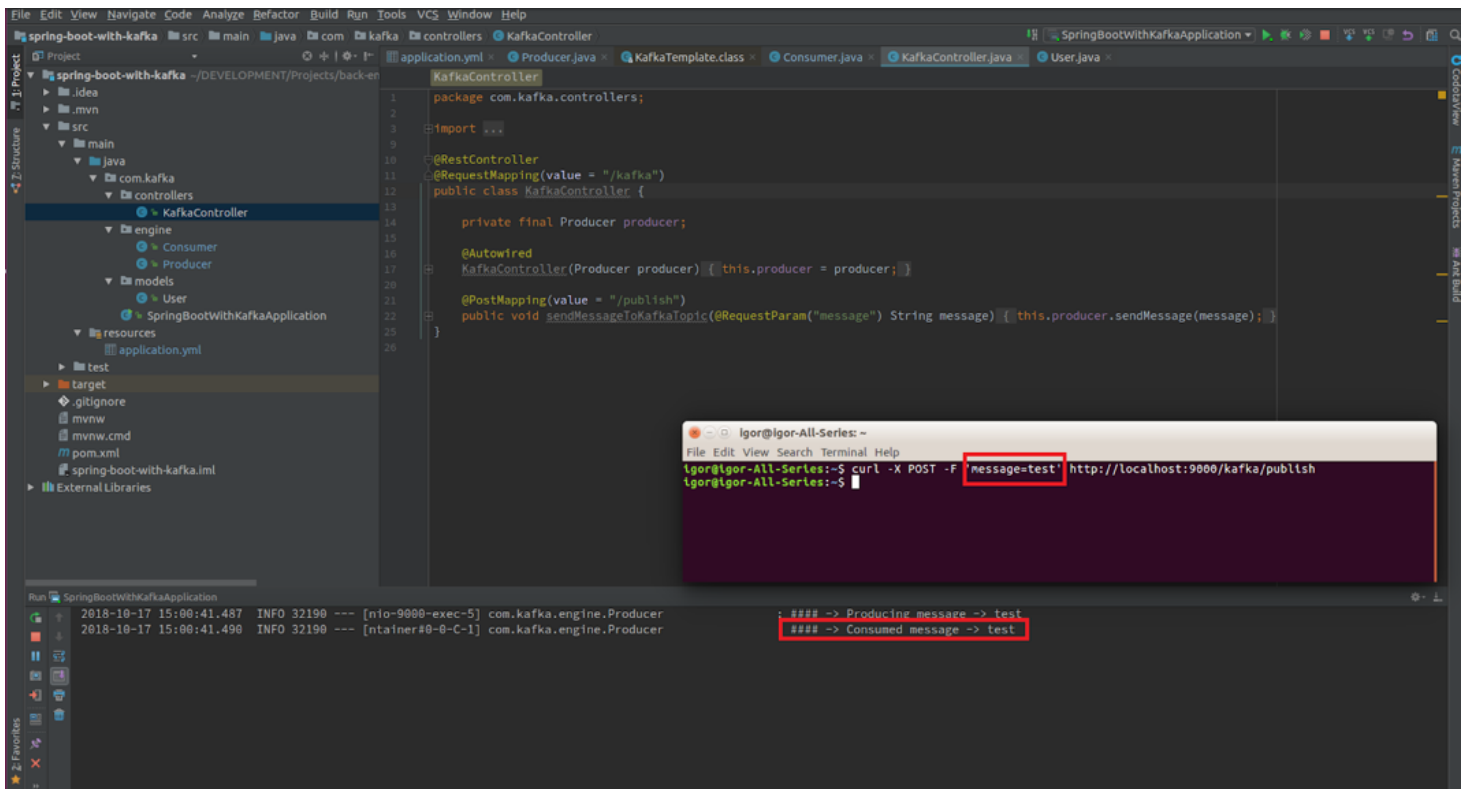 File Edit View Navigate Code Analyze Refactor Build Run Tools VCS Window Help
spring-boot-with-kafka src main java com kafka controllers KafkaController
SpringBootWithKafkaApplication
Project
application.yml Producer.java KafkaTemplate.class Consumer.java KafkaController.java User.java
1: Project
Z: Structure
spring-boot-with-kafka ~/DEVELOPMENT/Projects/back-en
.idea
.mvn
src
main
java
com.kafka
controllers
KafkaController
engine
Consumer
Producer
models
User
SpringBootWithKafkaApplication
resources
application.yml
test
target
.gitignore
mvnw
mvnw.cmd
pom.xml
spring-boot-with-kafka.iml
External Libraries
KafkaController
1 package com.kafka.controllers;
2
3 import ...
9
10 @RestController
11 @RequestMapping(value = "/kafka")
12 public class KafkaController {
13
14 private final Producer producer;
15
16 @Autowired
17 KafkaController(Producer producer) { this.producer = producer; }
20
21 @PostMapping(value = "/publish")
22 public void sendMessageToKafkaTopic(@RequestParam("message") String message) { this.producer.sendMessage(message); }
25 }
26
CodotaView
Maven Projects
Ant Build
igor@igor-All-Series: ~
File Edit View Search Terminal Help
igor@igor-All-Series:~$ curl -X POST -F 'message=test' http://localhost:9000/kafka/publish
igor@igor-All-Series:~$
Run SpringBootWithKafkaApplication
2018-10-17 15:00:41.487 INFO 32190 --- [nio-9000-exec-5] com.kafka.engine.Producer : #### -> Producing message -> test
2018-10-17 15:00:41.490 INFO 32190 --- [ntainer#0-0-C-1] com.kafka.engine.Producer #### -> Consumed message -> test
2: Favorites